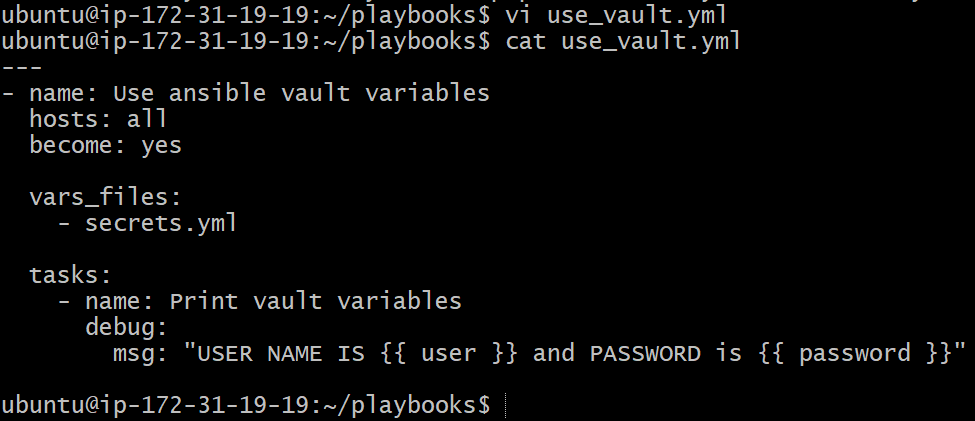 ubuntu@ip-172-31-19-19:~/playbooks$ vi use_vault.yml
ubuntu@ip-172-31-19-19:~/playbooks$ cat use_vault.yml
---
- name: Use ansible vault variables
  hosts: all
  become: yes

  vars_files:
    - secrets.yml

  tasks:
    - name: Print vault variables
      debug:
        msg: "USER NAME IS {{ user }} and PASSWORD is {{ password }}"

ubuntu@ip-172-31-19-19:~/playbooks$